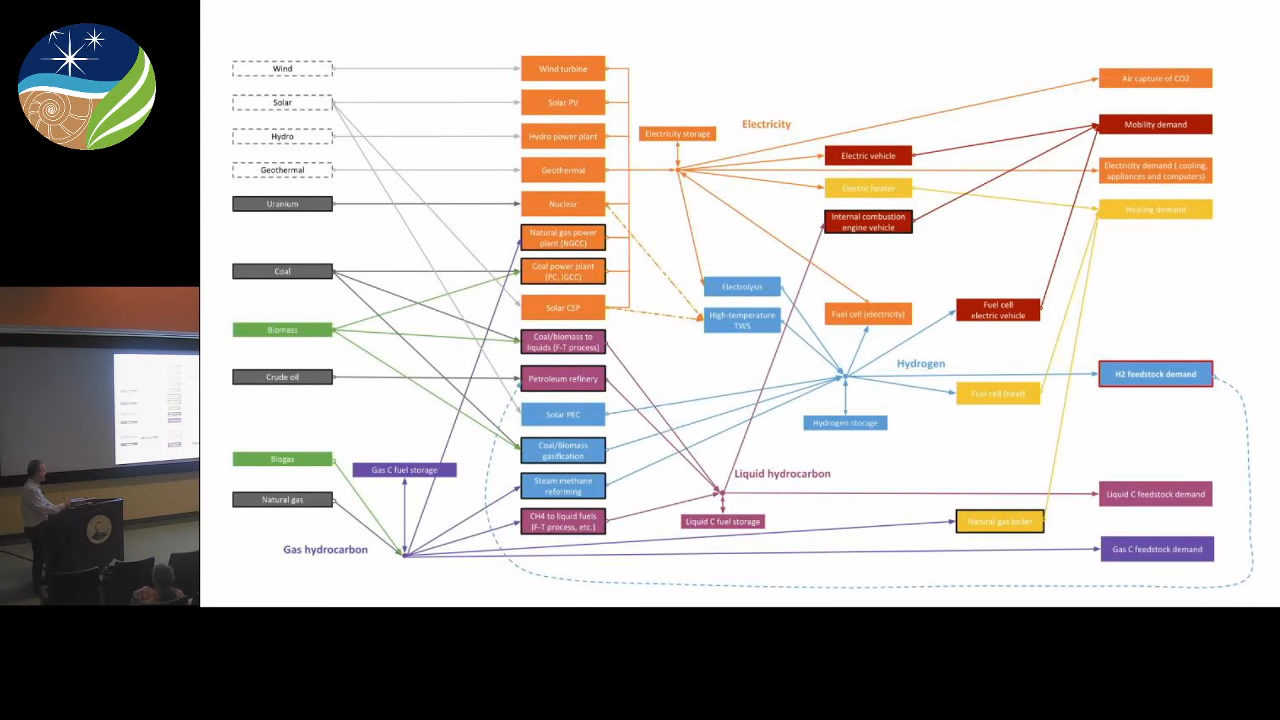 Wind
Solar
Hydro
Geothermal
Uranium
Coal
Biomass
Crude oil
Biogas
Natural gas
Gas C fuel storage
Gas hydrocarbon
Wind turbine
Solar PV
Hydro power plant
Geothermal
Nuclear
Natural gas power
plant (NGCC)
Coal power plant
(PC, IGCC)
Solar CSP
Coal/biomass to
liquids (F-T process)
Petroleum refinery
Solar PEC
Coal/Biomass
gasification
Steam methane
reforming
CH4 to liquid fuels
(F-T process, etc.)
Electricity storage
Electricity
Electrolysis
High-temperature
TWS
Liquid hydrocarbon
Liquid C fuel storage
Electric vehicle
Electric heater
Internal combustion
engine vehicle
Fuel cell (electricity)
Hydrogen
Hydrogen storage
Fuel cell
electric vehicle
Fuel cell (heat)
Natural gas boiler
Air capture of CO2
Mobility demand
Electricity demand ( cooling,
appliances and computers)
Heating demand
H2 feedstock demand
Liquid C feedstock demand
Gas C feedstock demand